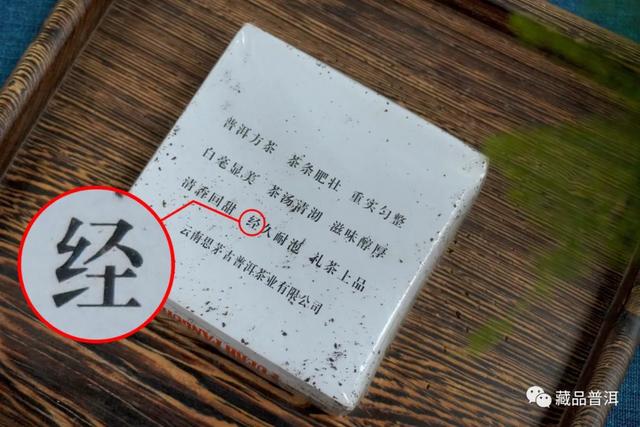 普洱方茶 茶条肥壮 重实匀整
白毫显美 茶汤清沏 滋味醇厚
清香回甜 经久耐泡 礼茶上品
云南思茅古普洱茶业有限公司
经
藏品普洱